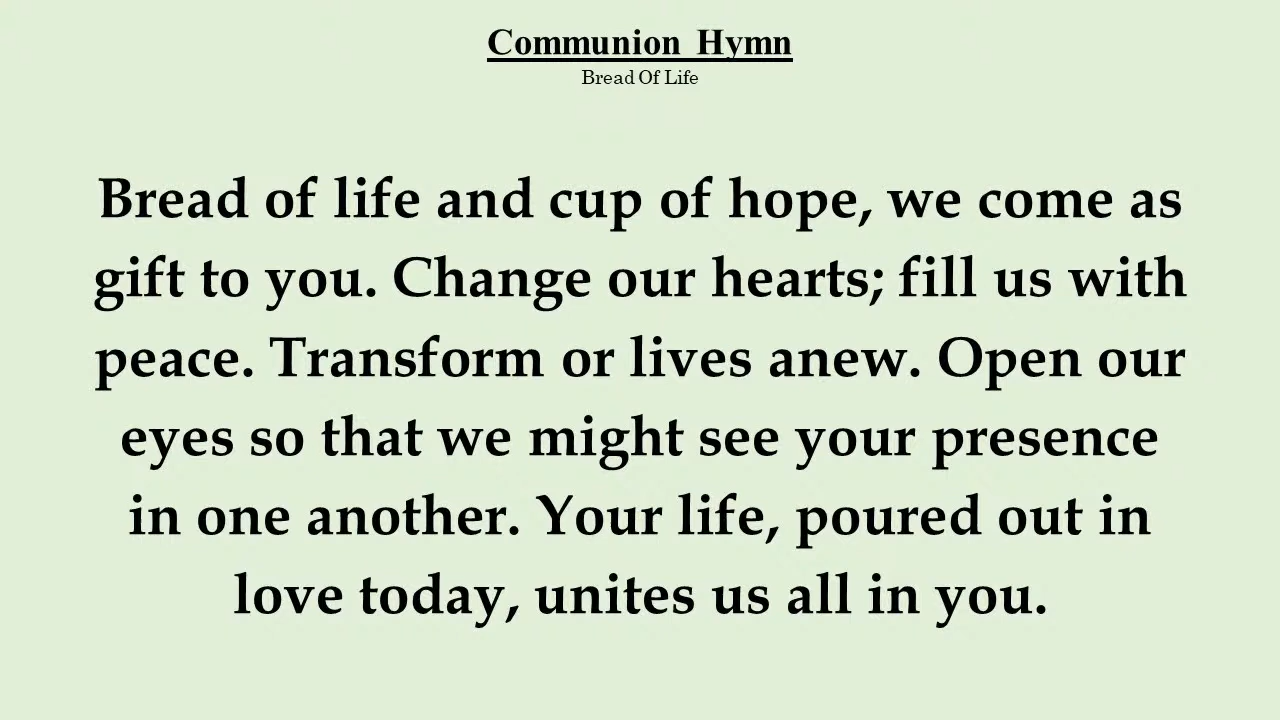 Communion Hymn
Bread Of Life
Bread of life and cup of hope, we come as
gift to you. Change our hearts; fill us with
peace. Transform or lives anew. Open our
eyes so that we might see your presence
in one another. Your life, poured out in
love today, unites us all in you.